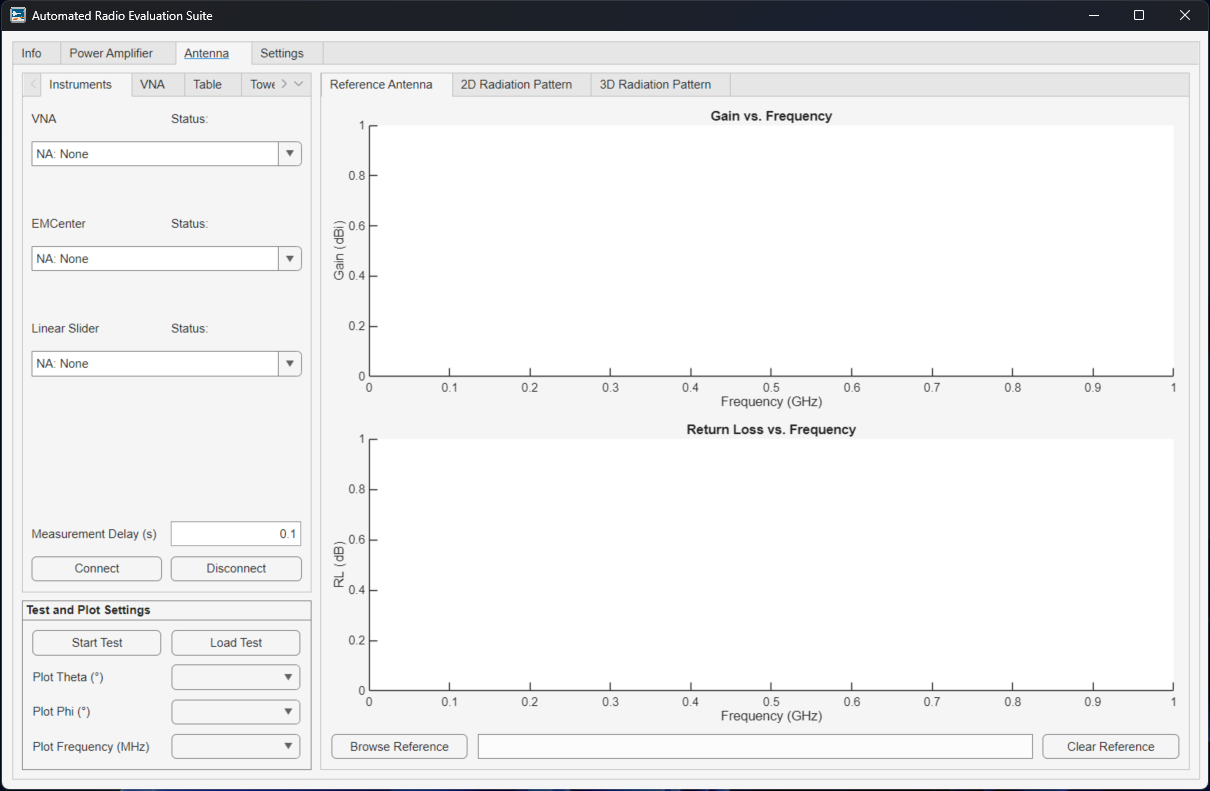 Automated Radio Evaluation Suite
Info Power Amplifier Antenna Settings
Instruments VNA Table Towe
VNA Status:
NA: None
EMCenter Status:
NA: None
Linear Slider Status:
NA: None
Measurement Delay (s) 0.1
Connect Disconnect
Test and Plot Settings
Start Test Load Test
Plot Theta (°)
Plot Phi (°)
Plot Frequency (MHz)
Reference Antenna 2D Radiation Pattern 3D Radiation Pattern
Gain vs. Frequency
1
0.8
0.6
0.4
0.2
0
Gain (dBi)
0 0.1 0.2 0.3 0.4 0.5 0.6 0.7 0.8 0.9 1
Frequency (GHz)
Return Loss vs. Frequency
1
0.8
0.6
0.4
0.2
0
RL (dB)
0 0.1 0.2 0.3 0.4 0.5 0.6 0.7 0.8 0.9 1
Frequency (GHz)
Browse Reference Clear Reference